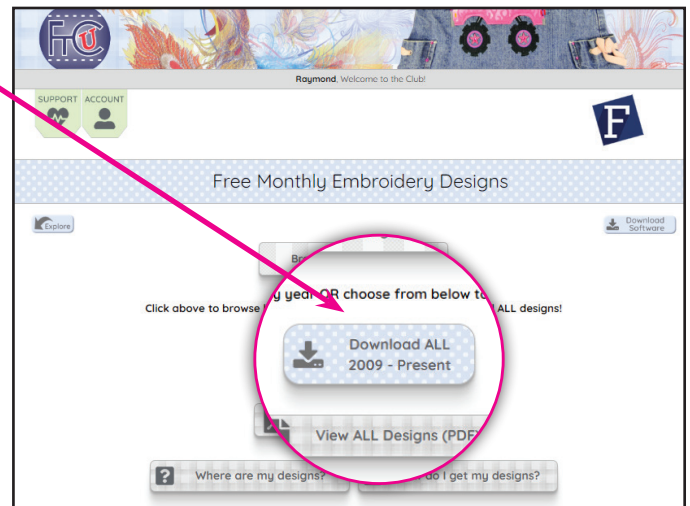 FTCU
Raymond, Welcome to the Club!
SUPPORT ACCOUNT
F
Free Monthly Embroidery Designs
Explore
Download
Software
y year OR choose from below to
Click above to browse
ALL designs!
Download ALL
2009 - Present
View ALL Designs (PDF
Where are my designs?
do I get my designs?